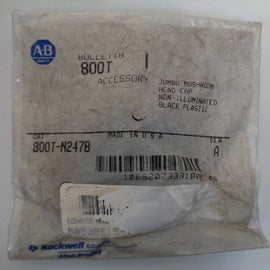 AB
BULLETIN
800T
ACCESSORY
JUMBO MUSHROOM
HEAD CAP
NON-ILLUMINATED
BLACK PLASTIC
CAT
MADE IN U.S.A
SER
800T-N247B
A
Rockwell
Allen-Bradley